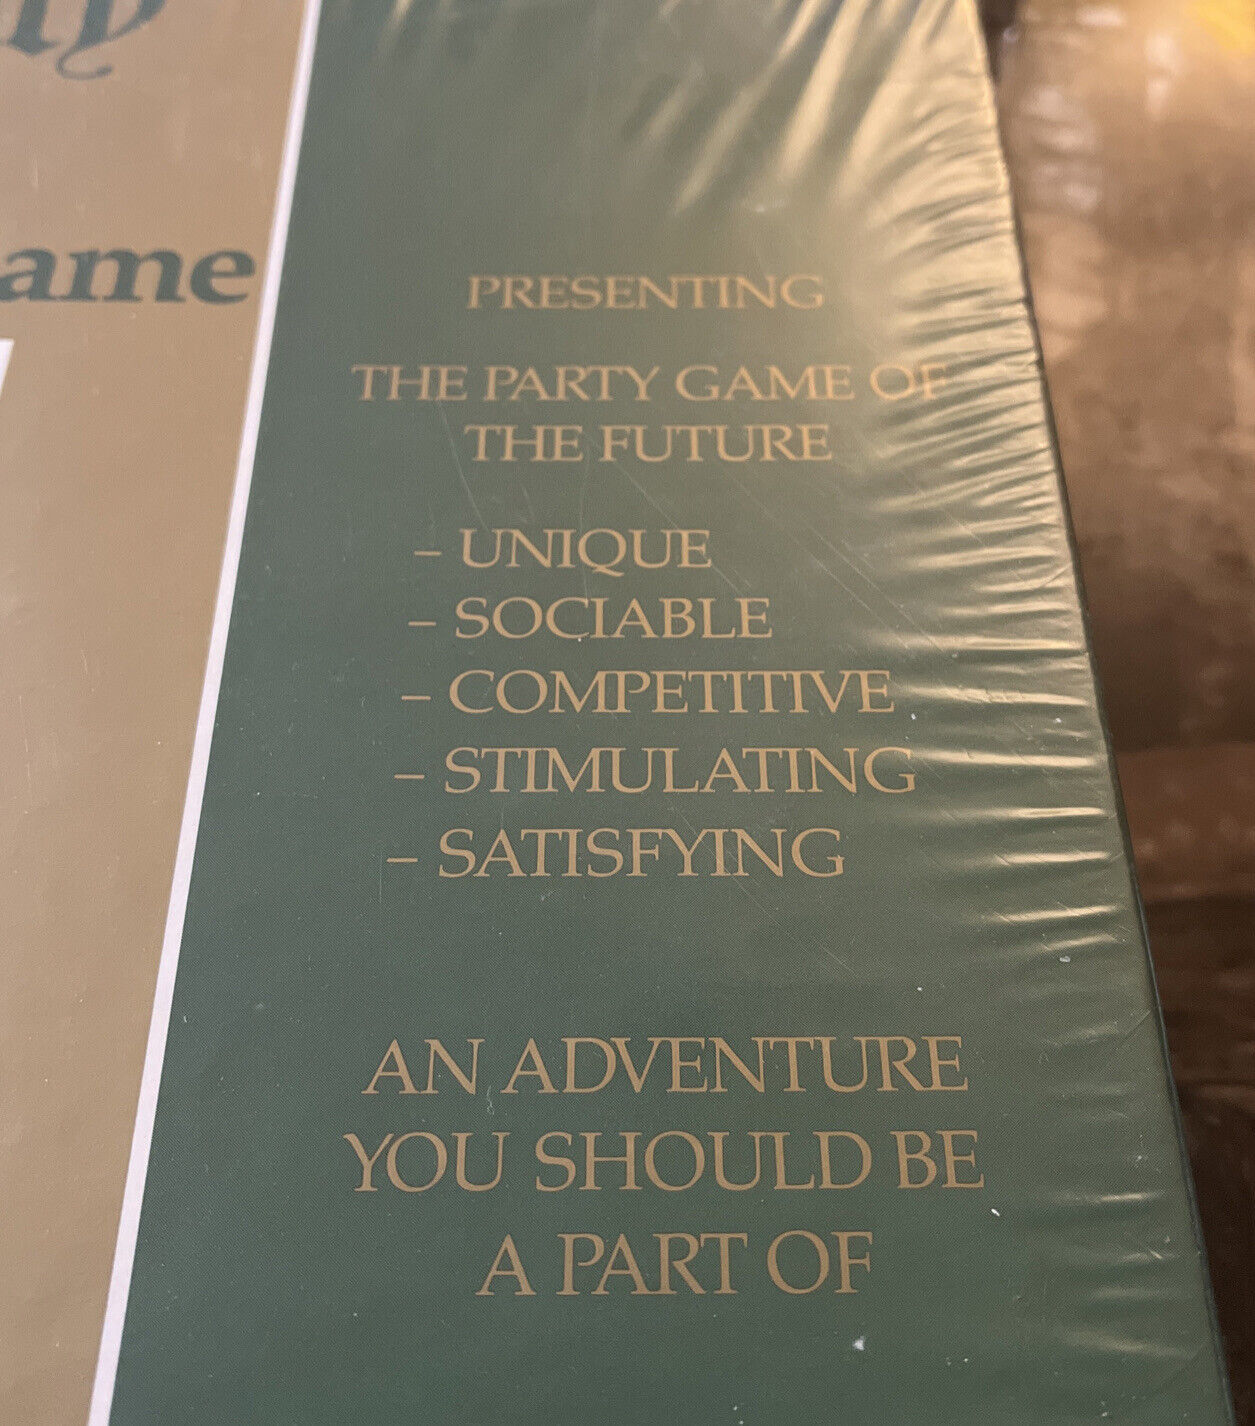 ame
PRESENTING
THE PARTY GAME OF
THE FUTURE
– UNIQUE
– SOCIABLE
– COMPETITIVE
– STIMULATING
– SATISFYING
AN ADVENTURE
YOU SHOULD BE
A PART OF